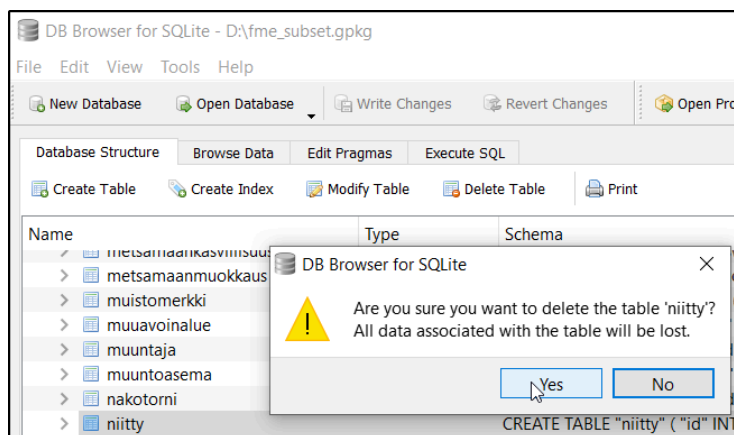 DB Browser for SQLite - D:\fme_subset.gpkg
File Edit View Tools Help
New Database Open Database Write Changes Revert Changes Open Pro
Database Structure Browse Data Edit Pragmas Execute SQL
Create Table Create Index Modify Table Delete Table Print
Name Type Schema
metsamaankasvillisuus
metsamaanmuokkaus
muistomerkki
muuavoinalue
muuntaja
muuntoasema
nakotorni
niitty CREATE TABLE "niitty" ( "id" INT
DB Browser for SQLite
Are you sure you want to delete the table 'niitty'?
All data associated with the table will be lost.
Yes No